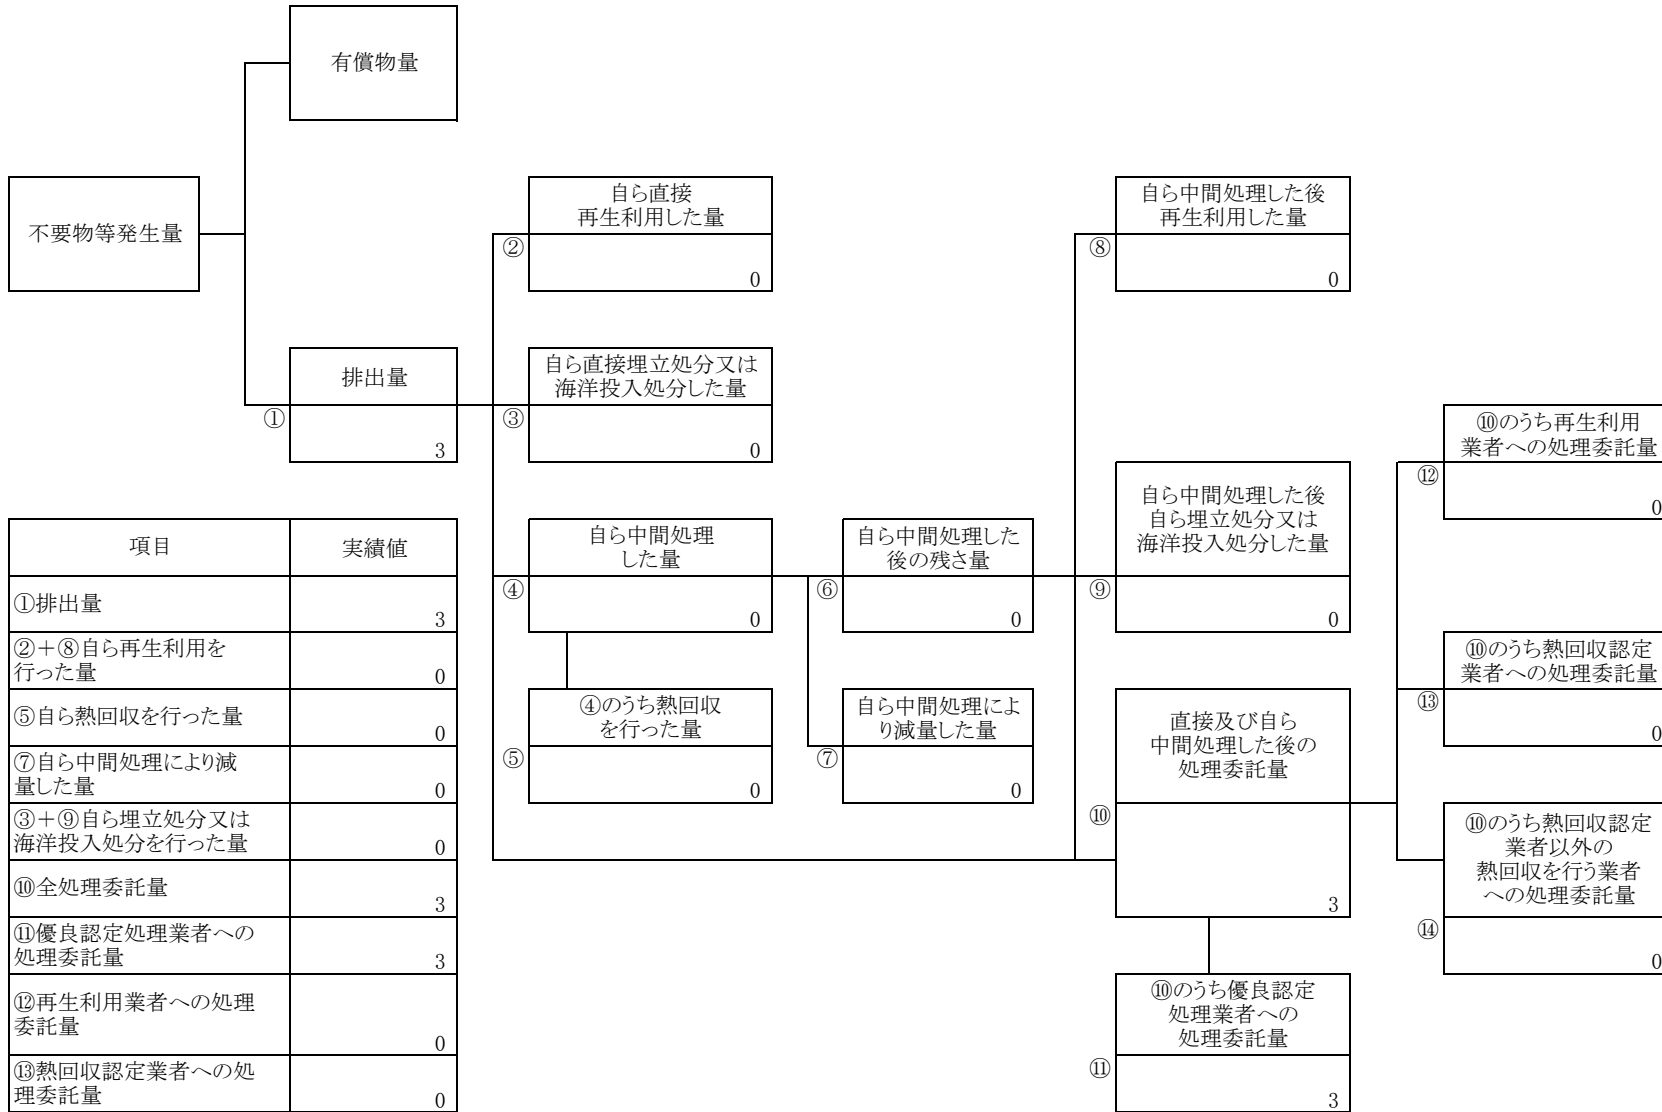 有償物量
不要物等発生量
自ら直接
再生利用した量
②
0
自ら中間処理した後
再生利用した量
⑧
0
排出量
①
3
自ら直接埋立処分又は
海洋投入処分した量
③
0
⑩のうち再生利用
業者への処理委託量
⑫
0
自ら中間処理
した量
④
0
自ら中間処理した
後の残さ量
⑥
0
自ら中間処理した後
自ら埋立処分又は
海洋投入処分した量
⑨
0
⑩のうち熱回収認定
業者への処理委託量
⑬
0
④のうち熱回収
を行った量
⑤
0
自ら中間処理によ
り減量した量
⑦
0
直接及び自ら
中間処理した後の
処理委託量
⑩
3
⑩のうち熱回収認定
業者以外の
熱回収を行う業者
への処理委託量
⑭
0
⑩のうち優良認定
処理業者への
処理委託量
⑪
3
項目 実績値
①排出量
3
②+⑧自ら再生利用を
行った量
0
⑤自ら熱回収を行った量
0
⑦自ら中間処理により減
量した量
0
③+⑨自ら埋立処分又は
海洋投入処分を行った量
0
⑩全処理委託量
3
⑪優良認定処理業者への
処理委託量
3
⑫再生利用業者への処理
委託量
0
⑬熱回収認定業者への処
理委託量
0